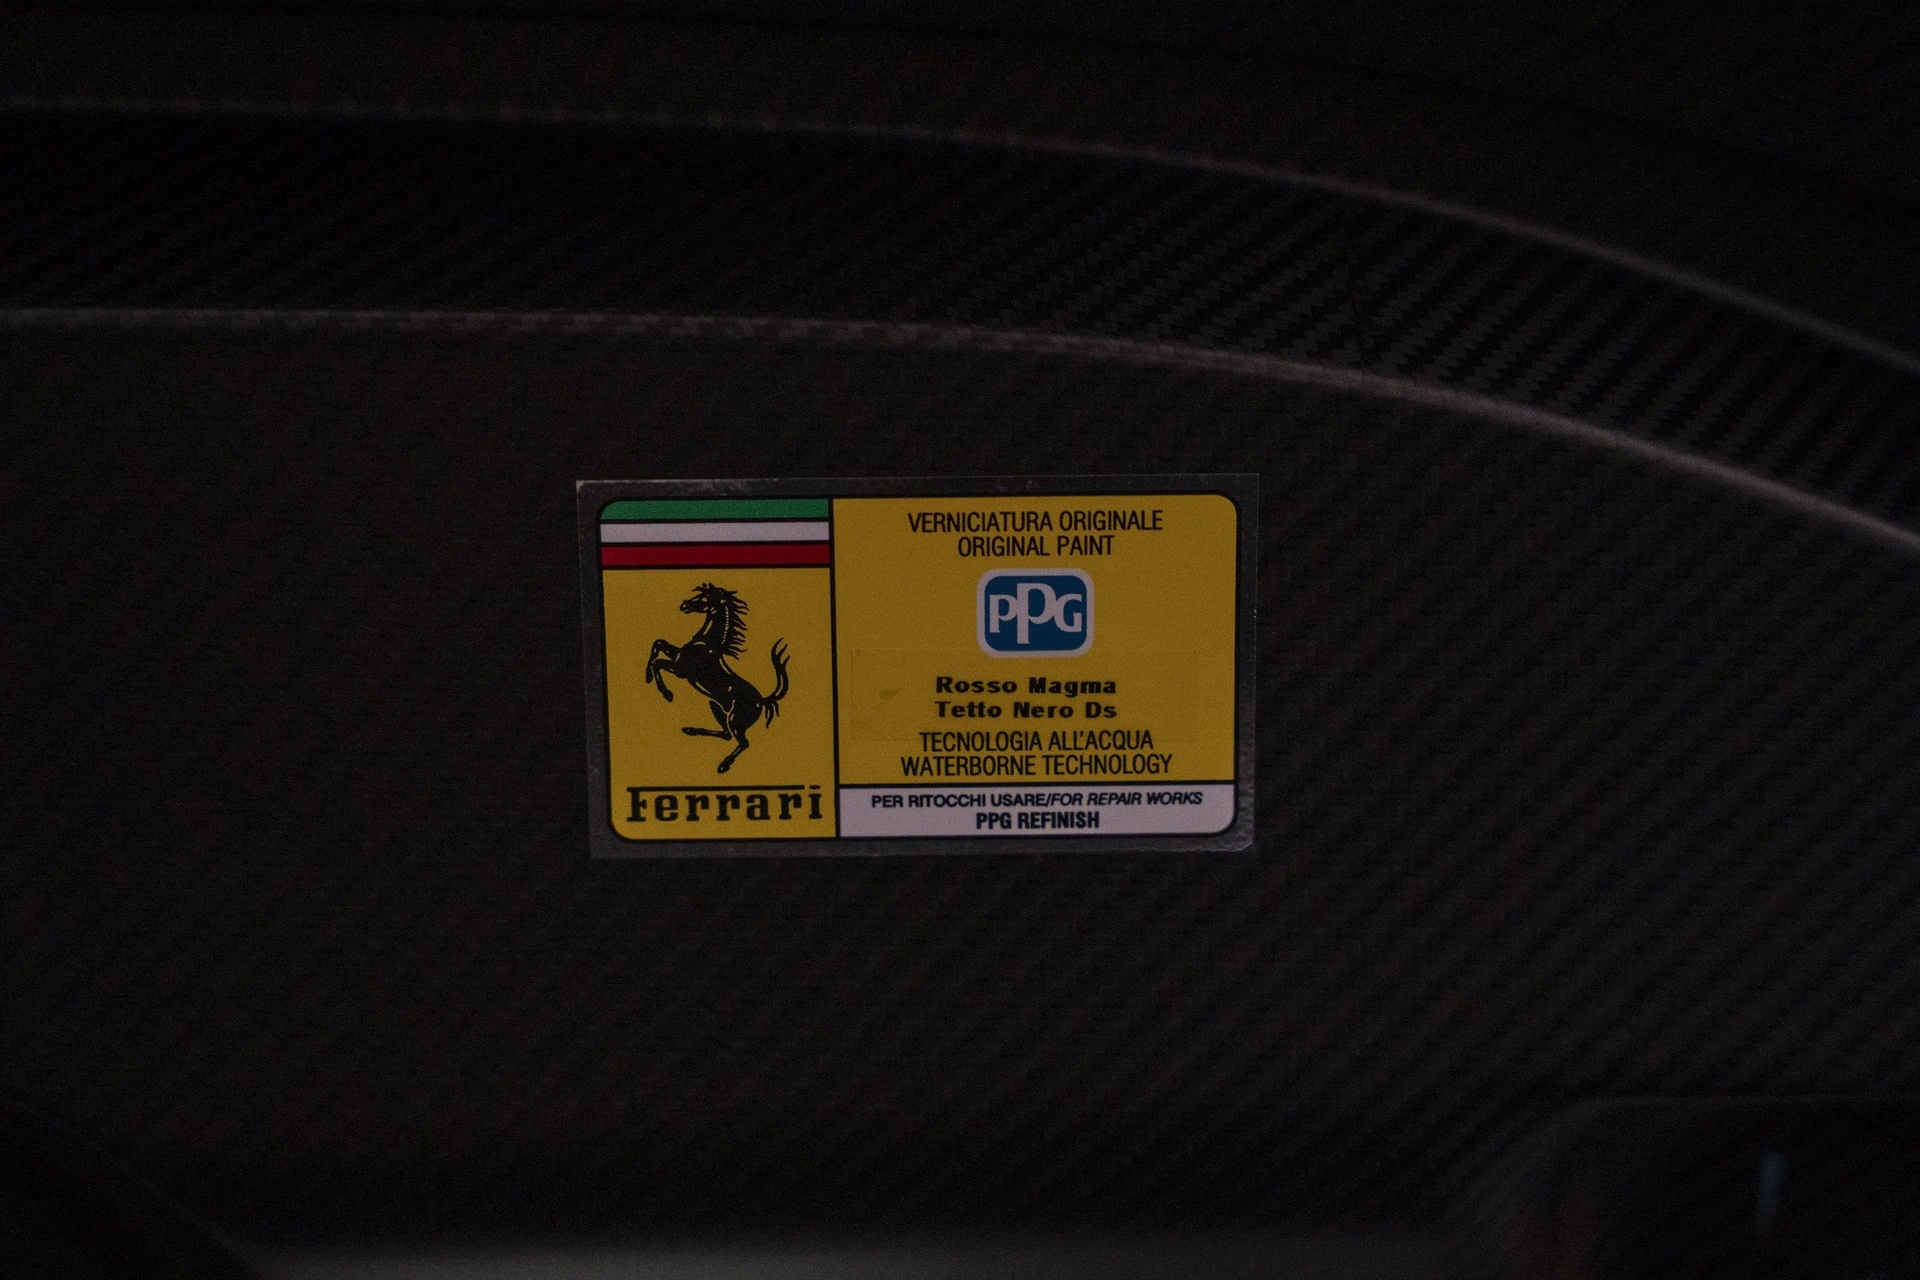 Ferrari
VERNICIATURA ORIGINALE
ORIGINAL PAINT
PPG
Rosso Magma
Tetto Nero Ds
TECNOLOGIA ALL'ACQUA
WATERBORNE TECHNOLOGY
PER RITOCCHI USARE/FOR REPAIR WORKS
PPG REFINISH